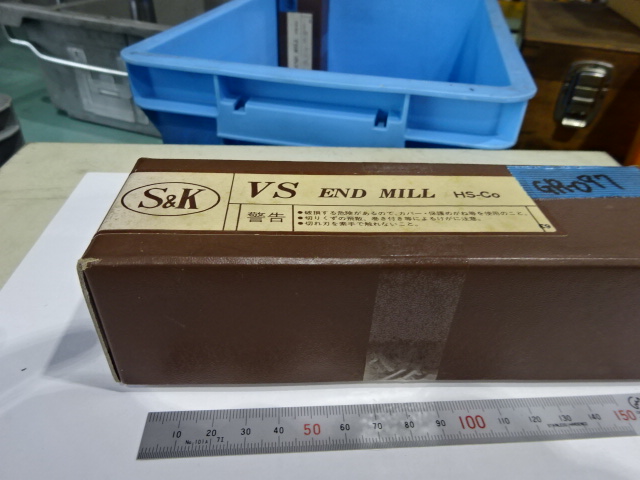 S&K
VS END MILL HS-Co
警告
●破損する危険があるので、カバー・保護めがね等を使用のこと。
●切りくずの飛散、巻き付き等によるけがに注意。
●切れ刃を素手で触れないこと。
GR-097
10 20 30 40 50 60 70 80 90 100 110 120 130 140 150